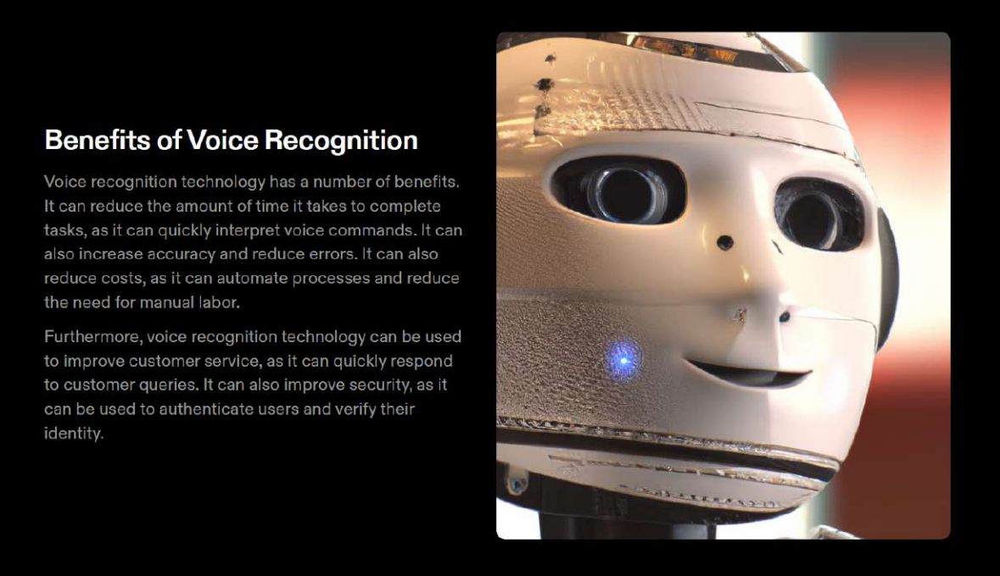 Benefits of Voice Recognition
Voice recognition technology has a number of benefits.
It can reduce the amount of time it takes to complete
tasks, as it can quickly interpret voice commands. It can
also increase accuracy and reduce errors. It can also
reduce costs, as it can automate processes and reduce
the need for manual labor.
Furthermore, voice recognition technology can be used
to improve customer service, as it can quickly respond
to customer queries. It can also improve security, as it
can be used to authenticate users and verify their
identity.